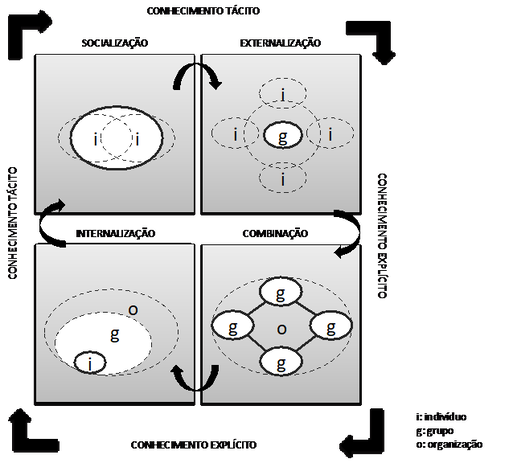 CONHECIMENTO TÁCITO
SOCIALIZAÇÃO
EXTERNALIZAÇÃO
i
i i
i g i
i
CONHECIMENTO TÁCITO
CONHECIMENTO EXPLÍCITO
INTERNALIZAÇÃO
COMBINAÇÃO
o
g
i
g
g o g
g
CONHECIMENTO EXPLÍCITO
i: indivíduo
g: grupo
o: organização